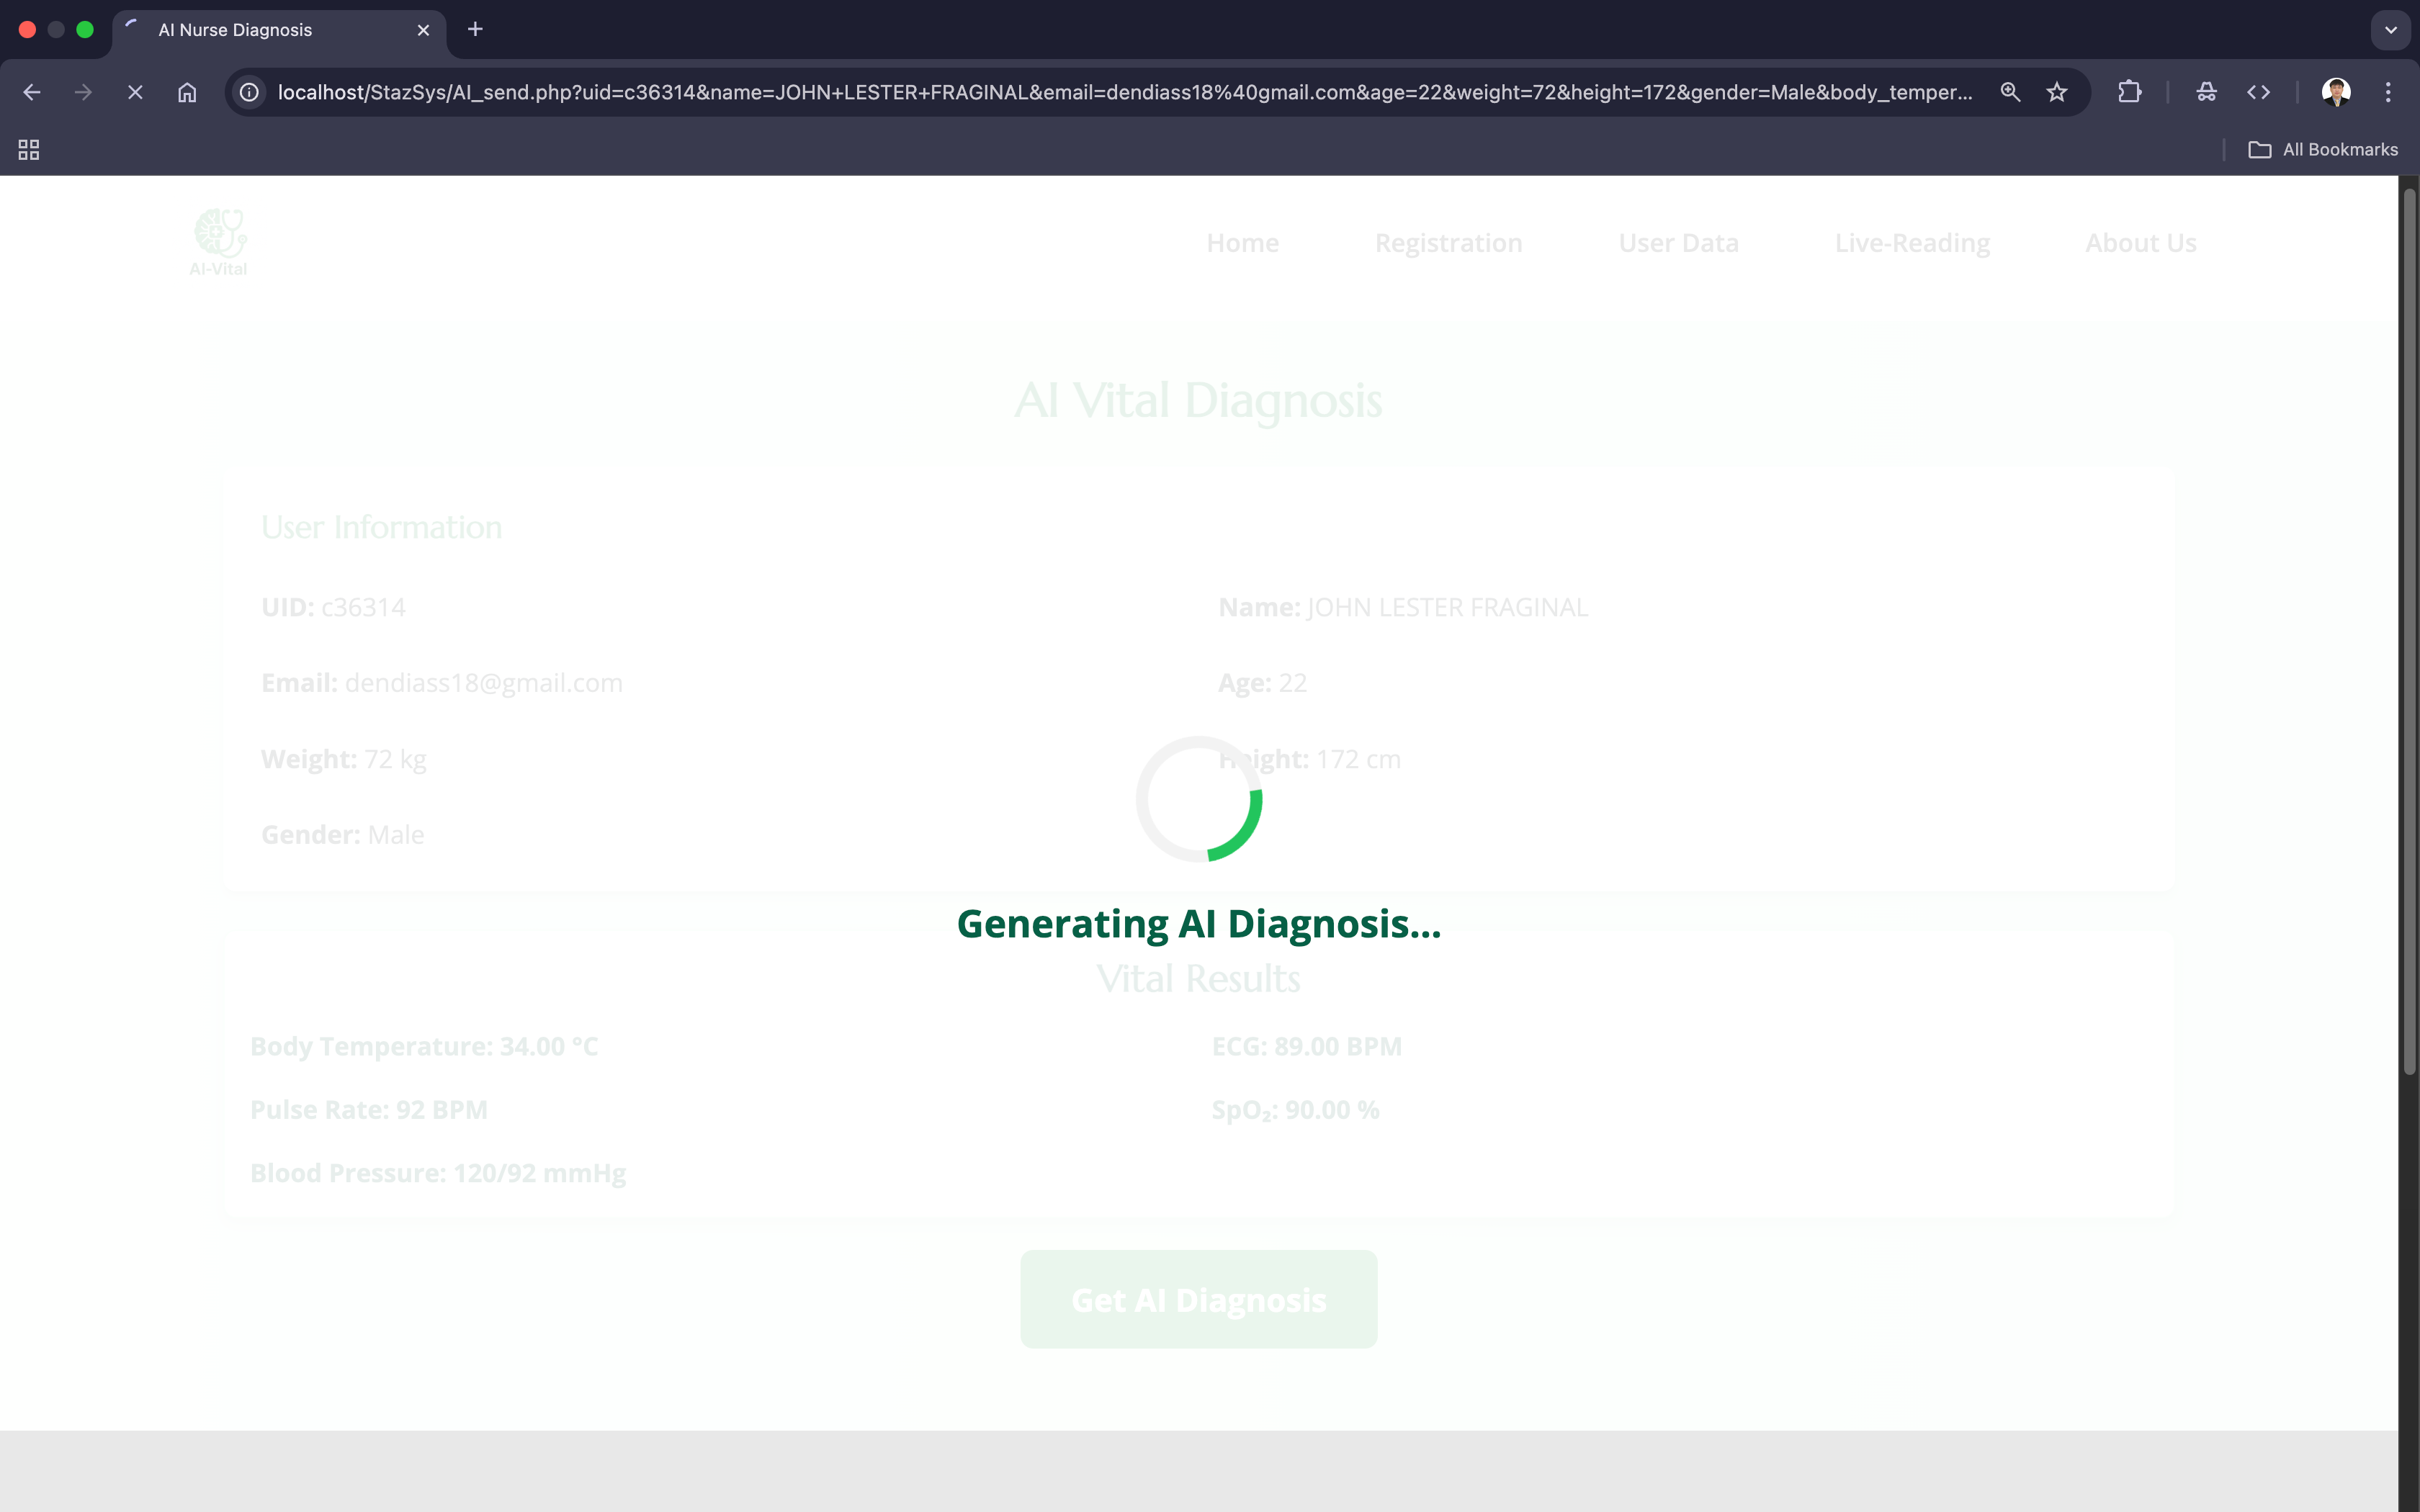 AI Nurse Diagnosis
localhost/StazSys/AI_send.php?uid=c36314&name=JOHN+LESTER+FRAGINAL&email=dendiass18%40gmail.com&age=22&weight=72&height=172&gender=Male&body_temper...
All Bookmarks
AI-Vital
Home Registration User Data Live-Reading About Us
AI Vital Diagnosis
User Information
UID: c36314 Name: JOHN LESTER FRAGINAL
Email: dendiass18@gmail.com Age: 22
Weight: 72 kg Height: 172 cm
Gender: Male
Generating AI Diagnosis...
Vital Results
Body Temperature: 34.00 °C ECG: 89.00 BPM
Pulse Rate: 92 BPM SpO₂: 90.00 %
Blood Pressure: 120/92 mmHg
Get AI Diagnosis